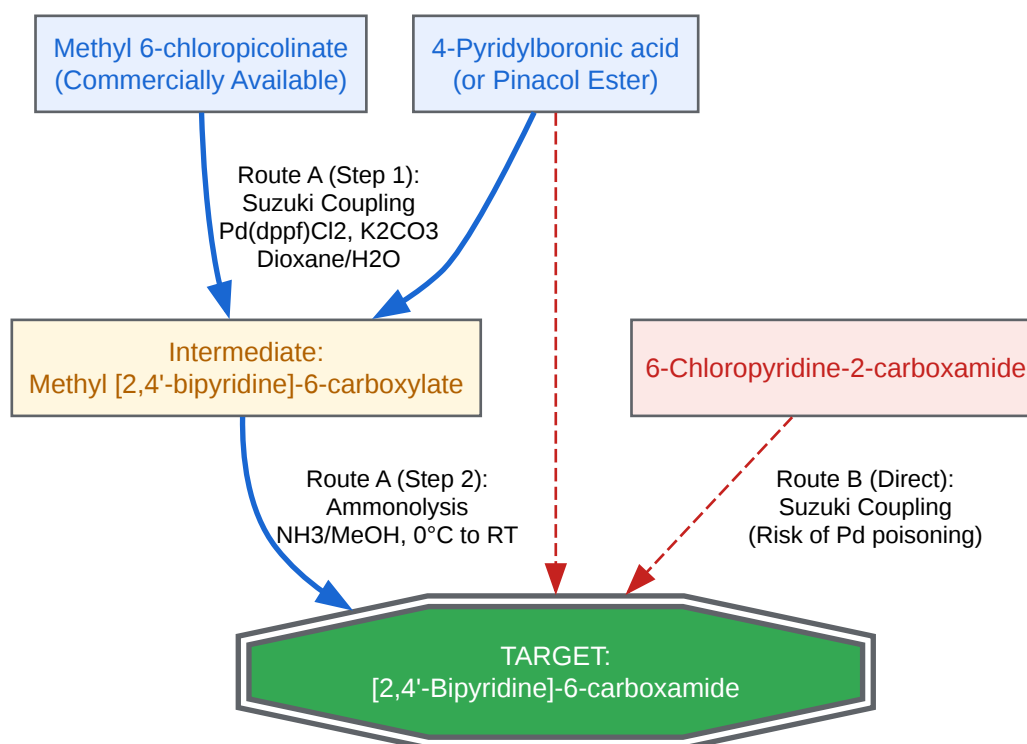 Methyl 6-chloropicolinate
(Commercially Available)
4-Pyridylboronic acid
(or Pinacol Ester)
Route A (Step 1):
Suzuki Coupling
Pd(dppf)Cl2, K2CO3
Dioxane/H2O
Intermediate:
Methyl [2,4'-bipyridine]-6-carboxylate
6-Chloropyridine-2-carboxamide
Route A (Step 2):
Ammonolysis
NH3/MeOH, 0°C to RT
Route B (Direct):
Suzuki Coupling
(Risk of Pd poisoning)
TARGET:
[2,4'-Bipyridine]-6-carboxamide